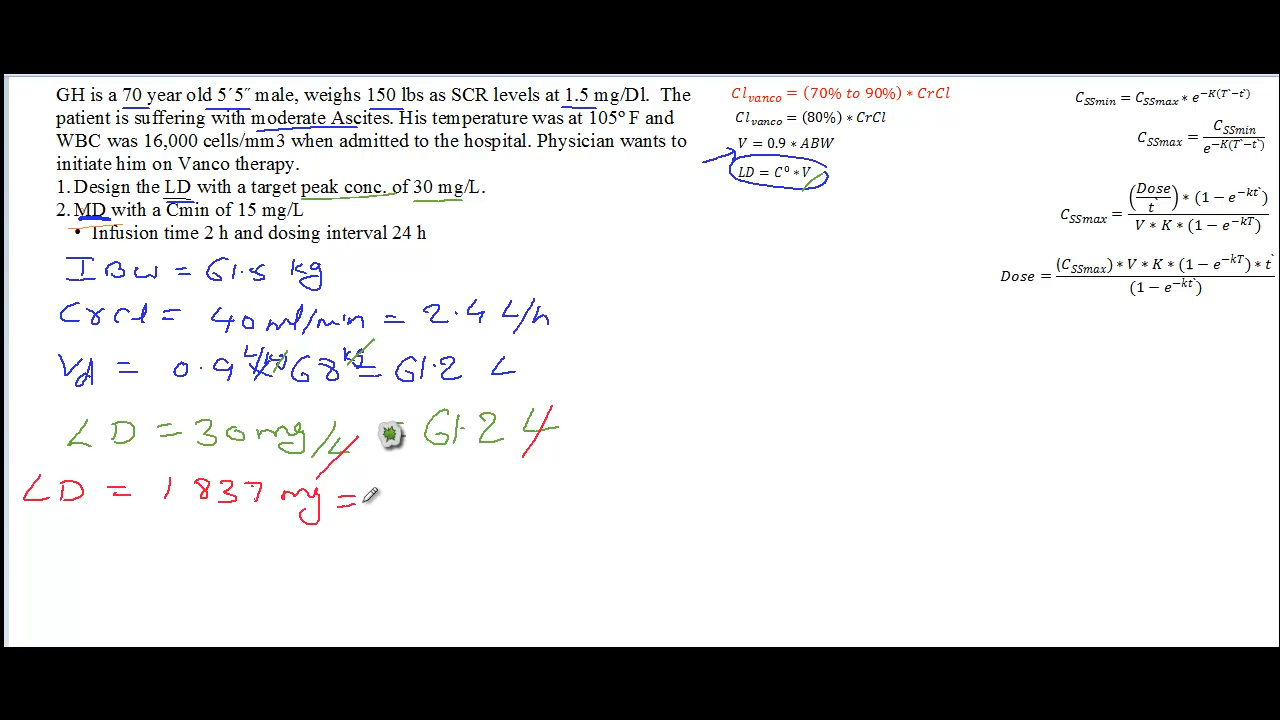 GH is a 70 year old 5´5˝ male, weighs 150 lbs as SCR levels at 1.5 mg/Dl. The
patient is suffering with moderate Ascites. His temperature was at 105° F and
WBC was 16,000 cells/mm3 when admitted to the hospital. Physician wants to
initiate him on Vanco therapy.
1. Design the LD with a target peak conc. of 30 mg/L.
2. MD with a Cmin of 15 mg/L
• Infusion time 2 h and dosing interval 24 h
IBW = 61.5 kg
CrCl = 40 ml/min = 2.4 L/h
Vd = 0.9 L/kg x 68 kg = 61.2 L
LD = 30 mg/L * 61.2 L
LD = 1837 mg =
Cl_vanco = (70% to 90%) * CrCl
Cl_vanco = (80%) * CrCl
V = 0.9 * ABW
LD = C⁰ * V
C_SSmin = C_SSmax * e^{-K(T`-t`)}
C_SSmax = C_SSmin / e^{-K(T`-t`)}
C_SSmax = (Dose/t`) * (1 - e^{-kt`}) / V * K * (1 - e^{-kT})
Dose = (C_SSmax) * V * K * (1 - e^{-kT}) * t` / (1 - e^{-kt`})